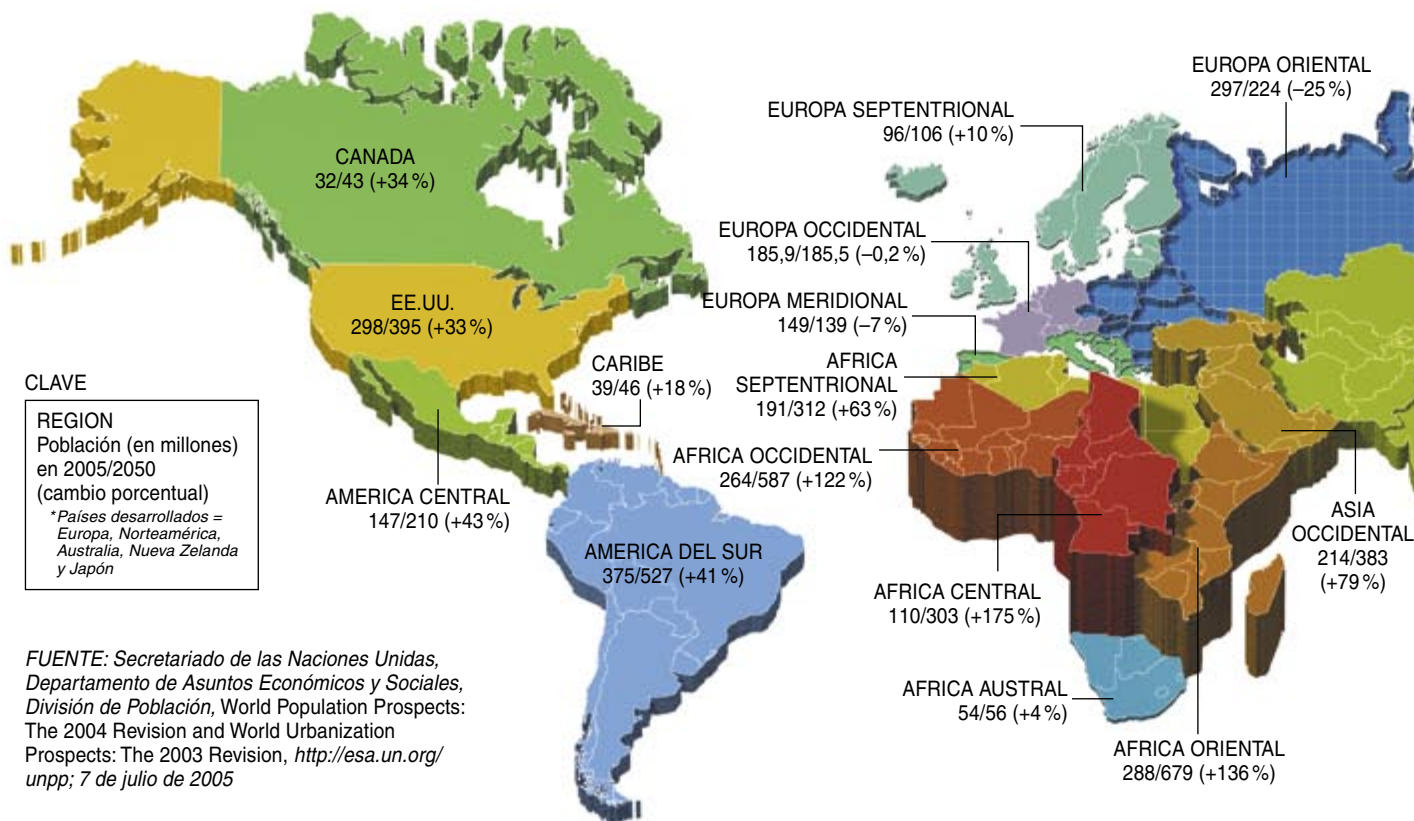 CANADA
32/43 (+34 %)
EE.UU.
298/395 (+33 %)
CARIBE
39/46 (+18 %)
AMERICA CENTRAL
147/210 (+43 %)
AMERICA DEL SUR
375/527 (+41 %)
EUROPA ORIENTAL
297/224 (–25 %)
EUROPA SEPTENTRIONAL
96/106 (+10 %)
EUROPA OCCIDENTAL
185,9/185,5 (–0,2 %)
EUROPA MERIDIONAL
149/139 (–7 %)
AFRICA
SEPTENTRIONAL
191/312 (+63 %)
AFRICA OCCIDENTAL
264/587 (+122 %)
ASIA
OCCIDENTAL
214/383
(+79 %)
AFRICA CENTRAL
110/303 (+175 %)
AFRICA AUSTRAL
54/56 (+4 %)
AFRICA ORIENTAL
288/679 (+136 %)
CLAVE
REGION
Población (en millones)
en 2005/2050
(cambio porcentual)
*Países desarrollados =
Europa, Norteamérica,
Australia, Nueva Zelanda
y Japón
FUENTE: Secretariado de las Naciones Unidas,
Departamento de Asuntos Económicos y Sociales,
División de Población, World Population Prospects:
The 2004 Revision and World Urbanization
Prospects: The 2003 Revision, http://esa.un.org/
unpp; 7 de julio de 2005